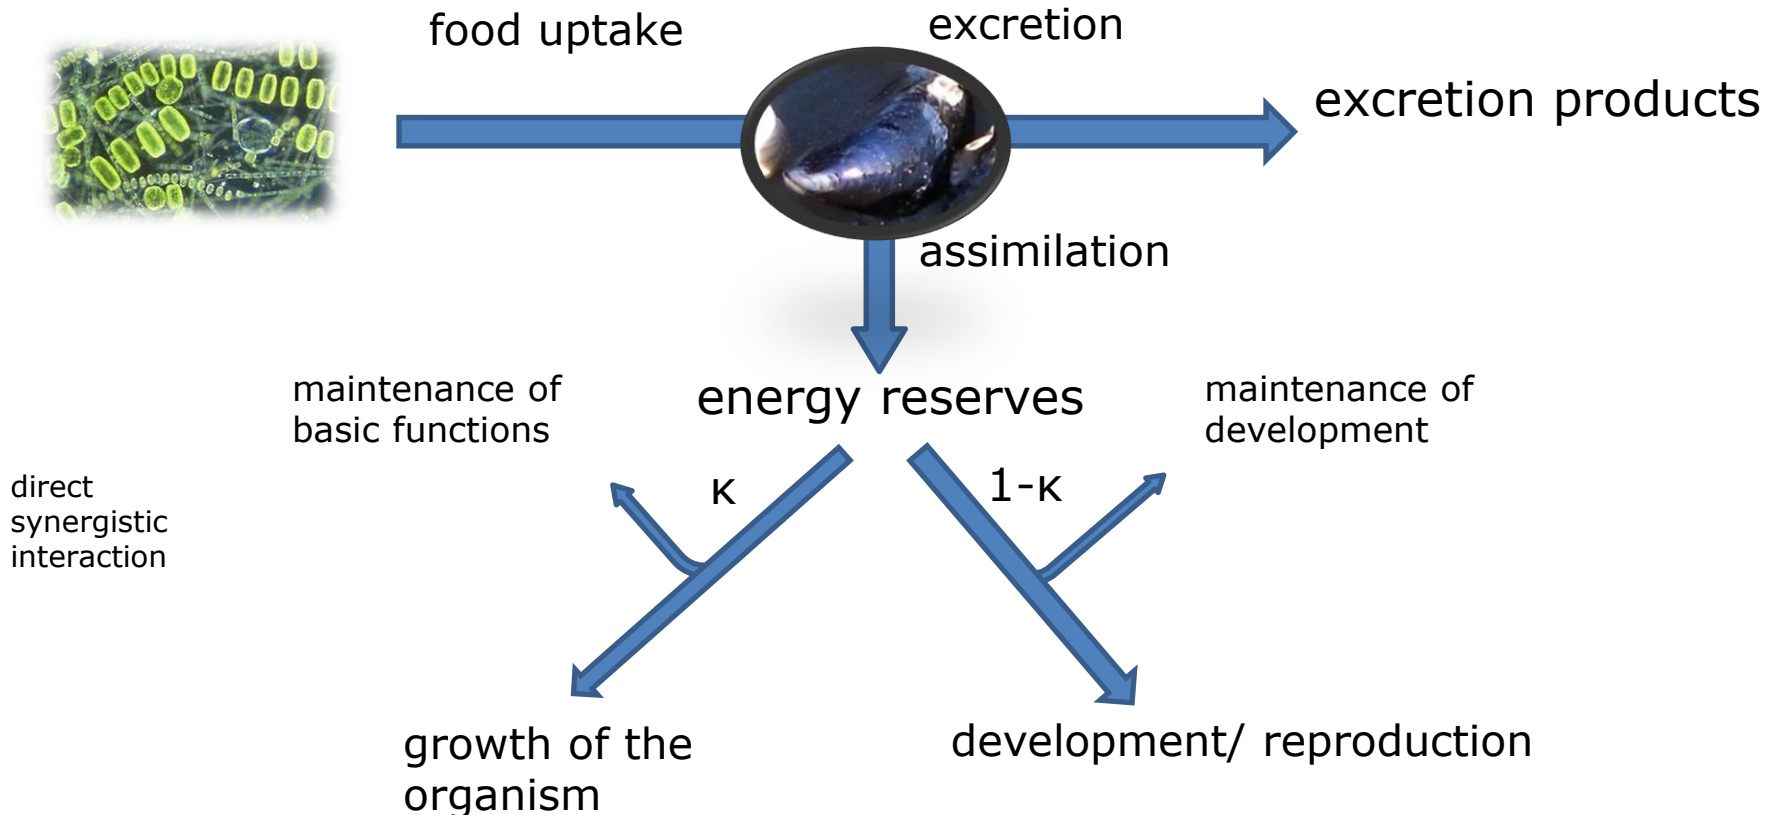 food uptake
excretion
excretion products
assimilation
energy reserves
maintenance of
basic functions
maintenance of
development
direct
synergistic
interaction
κ
1-κ
growth of the
organism
development/ reproduction